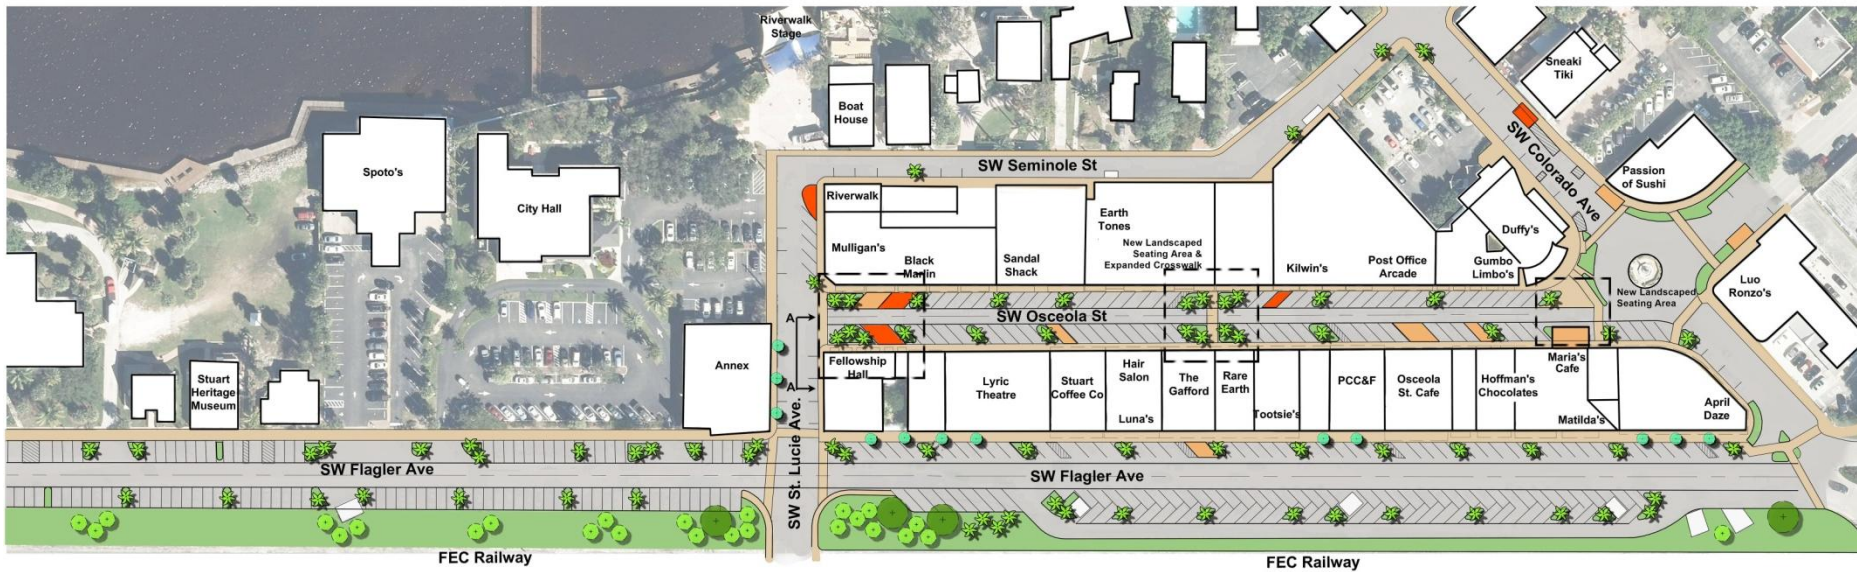 Riverwalk
Stage
Boat
House
Sneaki
Tiki
SW Seminole St
SW Colorado Ave
Passion
of Sushi
Spoto's
City Hall
Riverwalk
Mulligan's
Black
Marlin
Sandal
Shack
Earth
Tones
New Landscaped
Seating Area &
Expanded Crosswalk
Kilwin's
Post Office
Arcade
Gumbo
Limbo's
Duffy's
Luo
Ronzo's
New Landscaped
Seating Area
A
SW Osceola St
A
Annex
Stuart
Heritage
Museum
Fellowship
Hall
Lyric
Theatre
Stuart
Coffee Co
Hair
Salon
Luna's
The
Gafford
Rare
Earth
Tootsie's
PCC&F
Osceola
St. Cafe
Hoffman's
Chocolates
Maria's
Cafe
Matilda's
April
Daze
SW St. Lucie Ave.
SW Flagler Ave
SW Flagler Ave
FEC Railway
FEC Railway